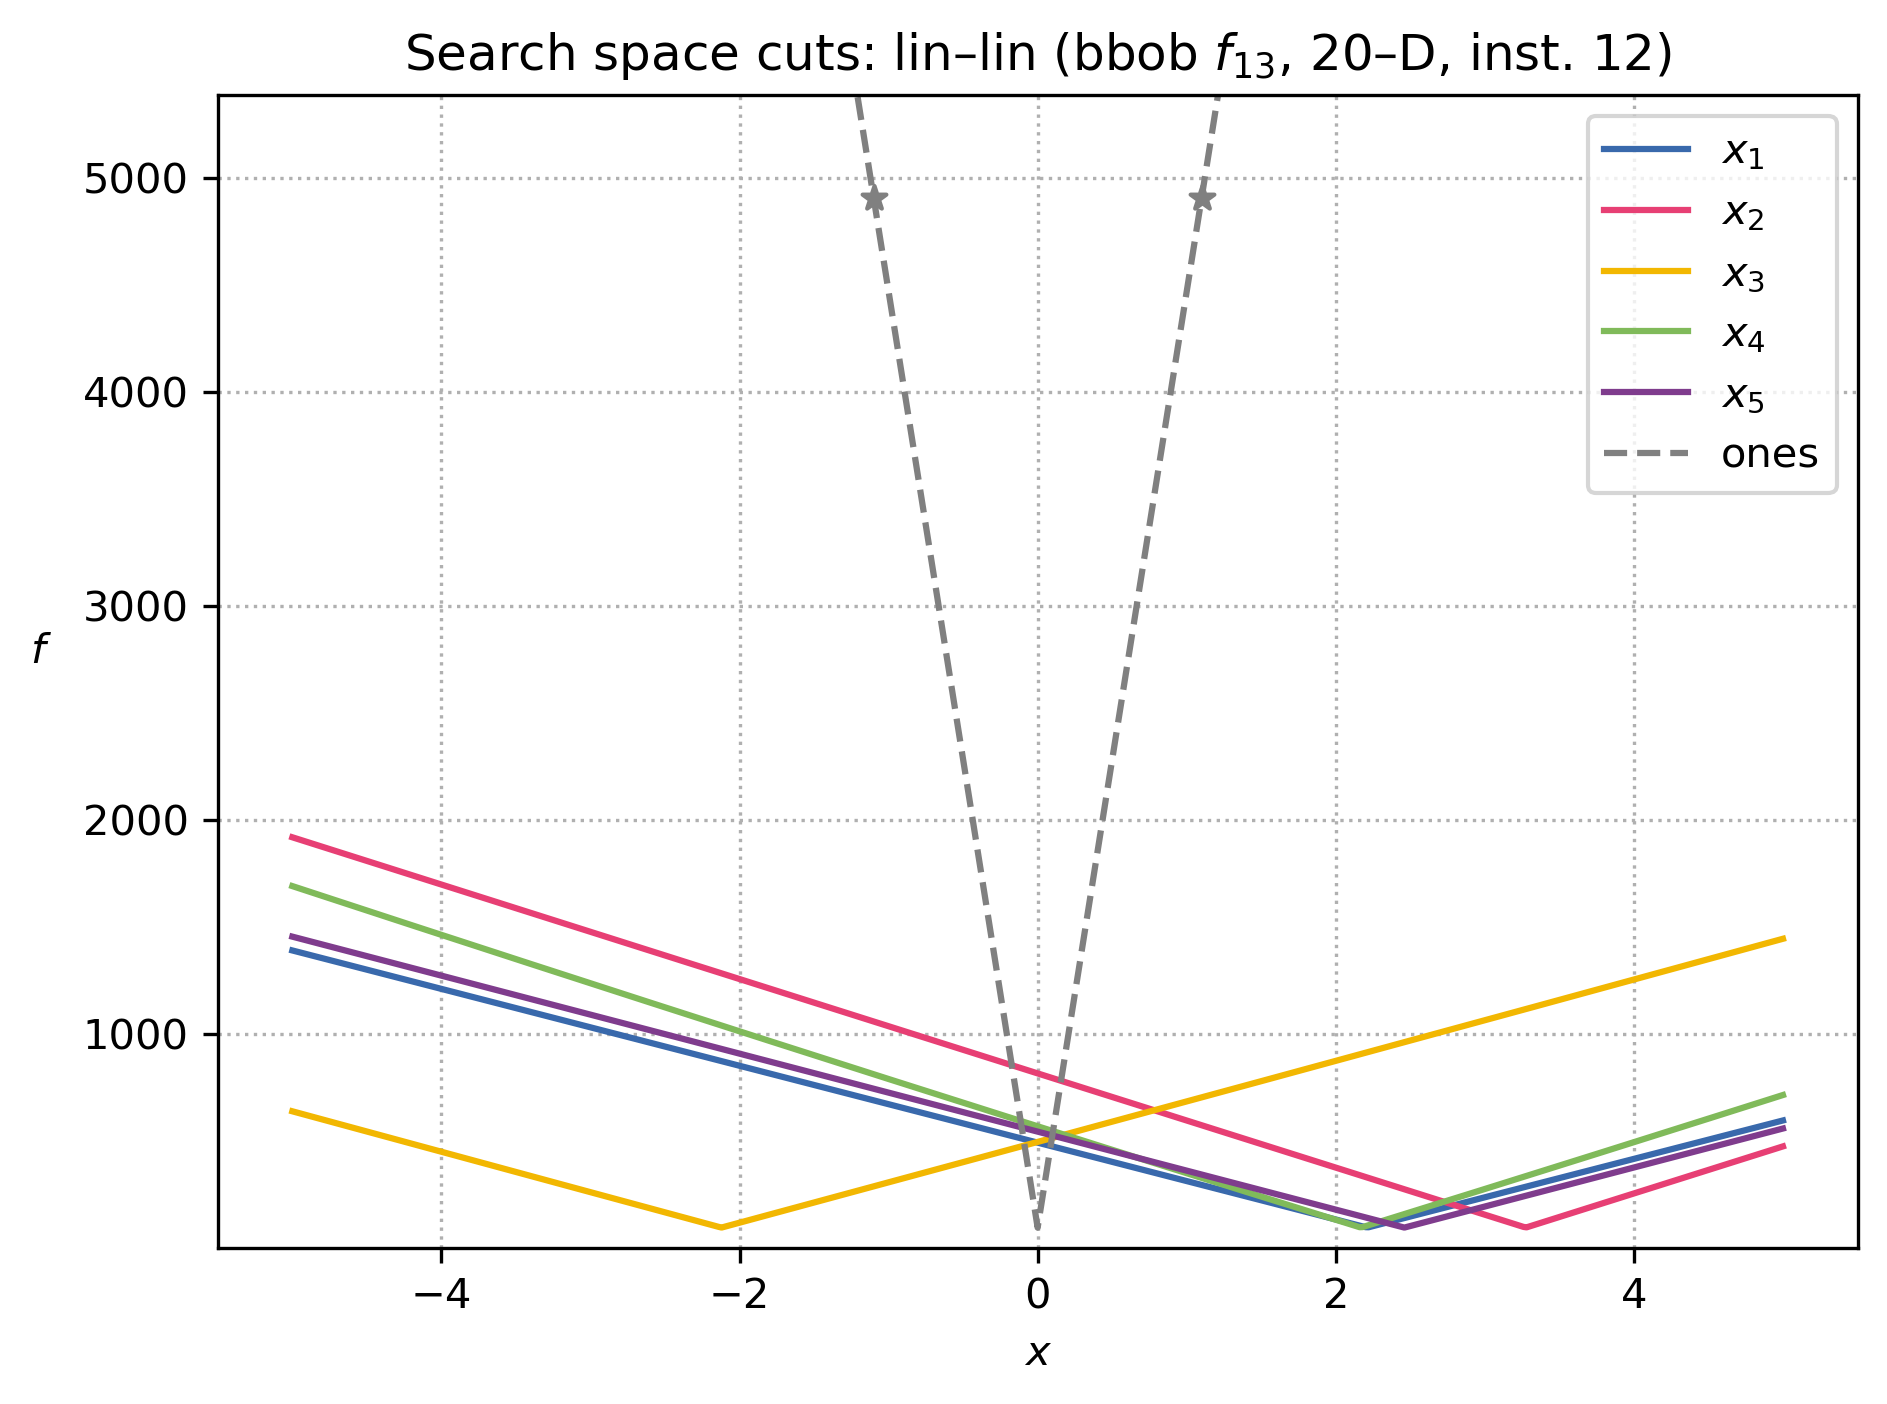 Search space cuts: lin–lin (bbob f13, 20–D, inst. 12)
5000
4000
3000
2000
1000
f
x1
x2
x3
x4
x5
ones
−4
−2
0
2
4
x